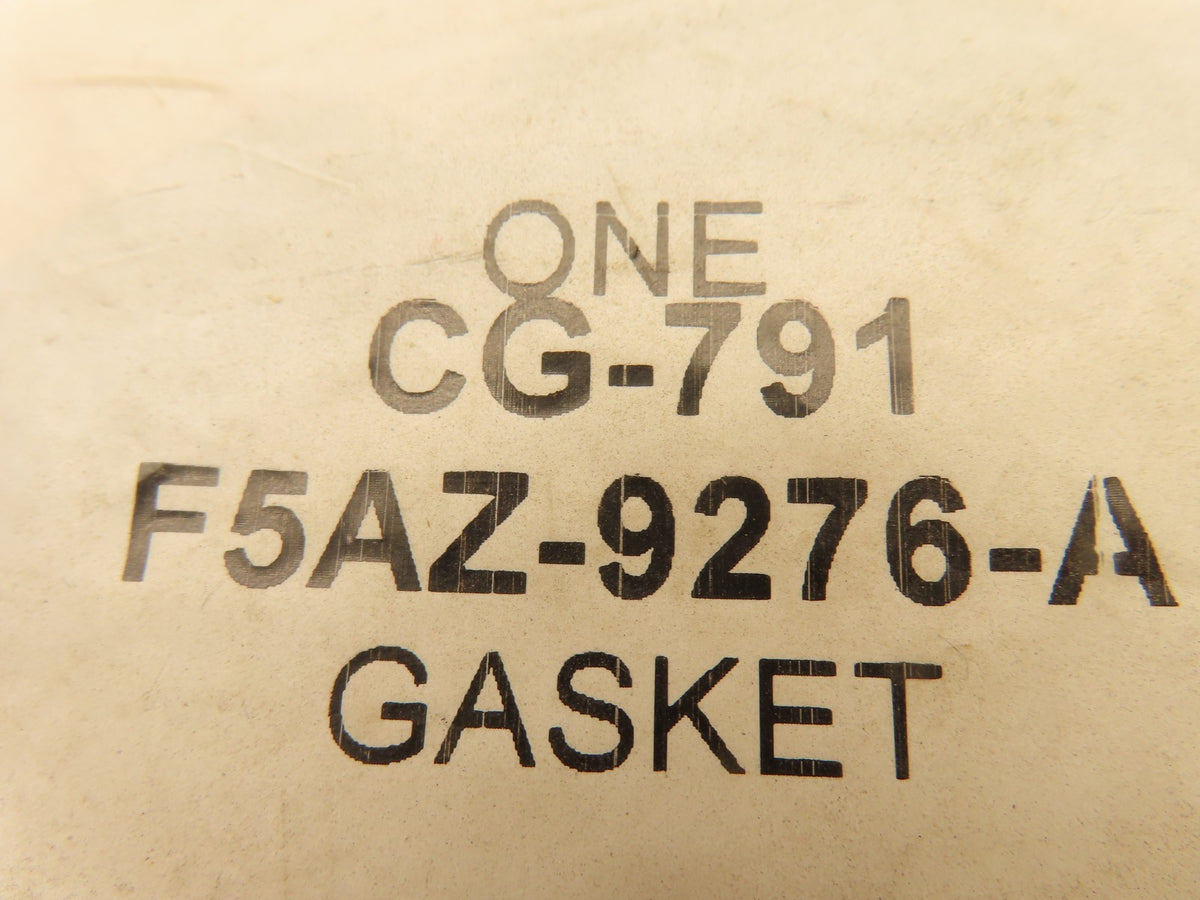 ONE
CG-791
F5AZ-9276-A
GASKET